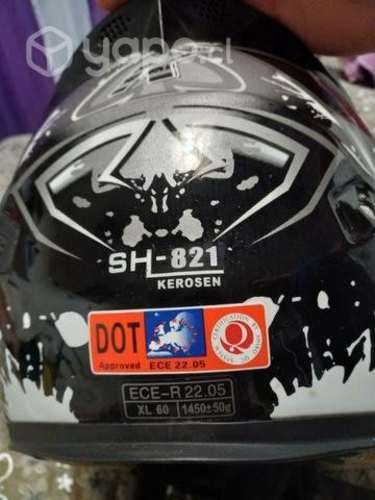 yapo.cl
SH-821
KEROSEN
DOT
Approved ECE 22.05
Q
ECE-R 22.05
XL 60 1450±50g